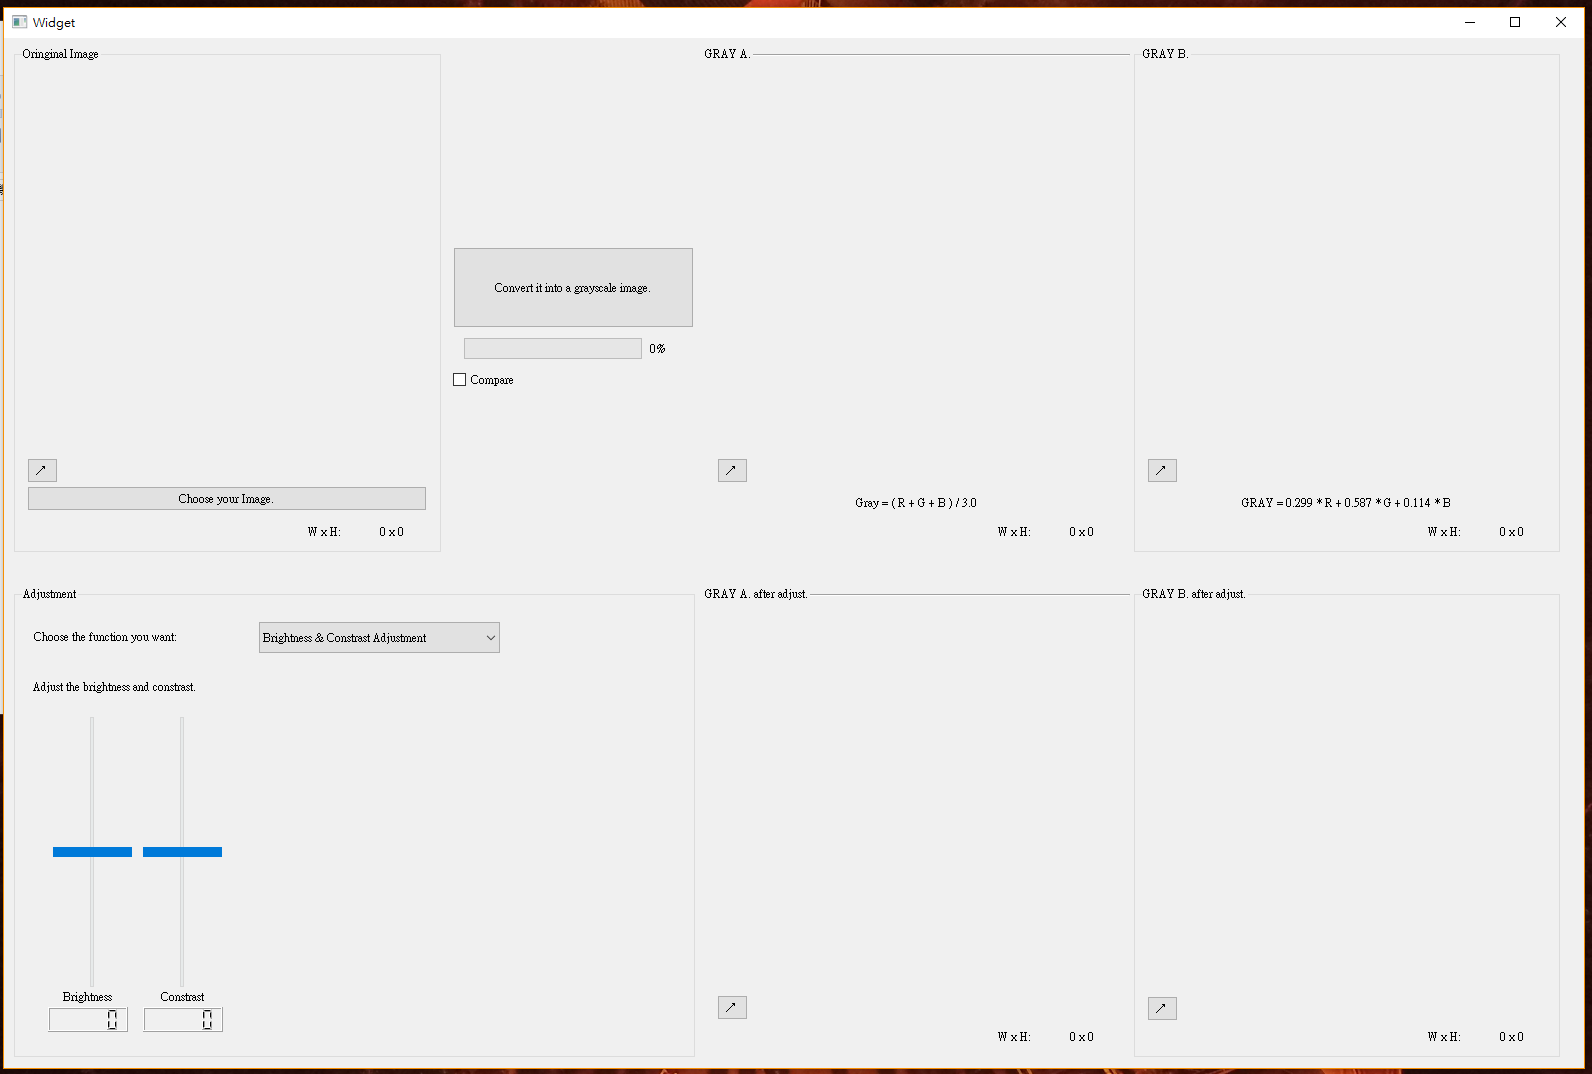 Widget
Oringinal Image
GRAY A.
GRAY B.
Convert it into a grayscale image.
0%
Compare
↗
↗
↗
Choose your Image.
Gray = ( R + G + B ) / 3.0
GRAY = 0.299 * R + 0.587 * G + 0.114 * B
W x H: 0 x 0
W x H: 0 x 0
W x H: 0 x 0
Adjustment
GRAY A. after adjust.
GRAY B. after adjust.
Choose the function you want:
Brightness & Constrast Adjustment
Adjust the brightness and constrast.
Brightness
Constrast
0
0
↗
↗
W x H: 0 x 0
W x H: 0 x 0